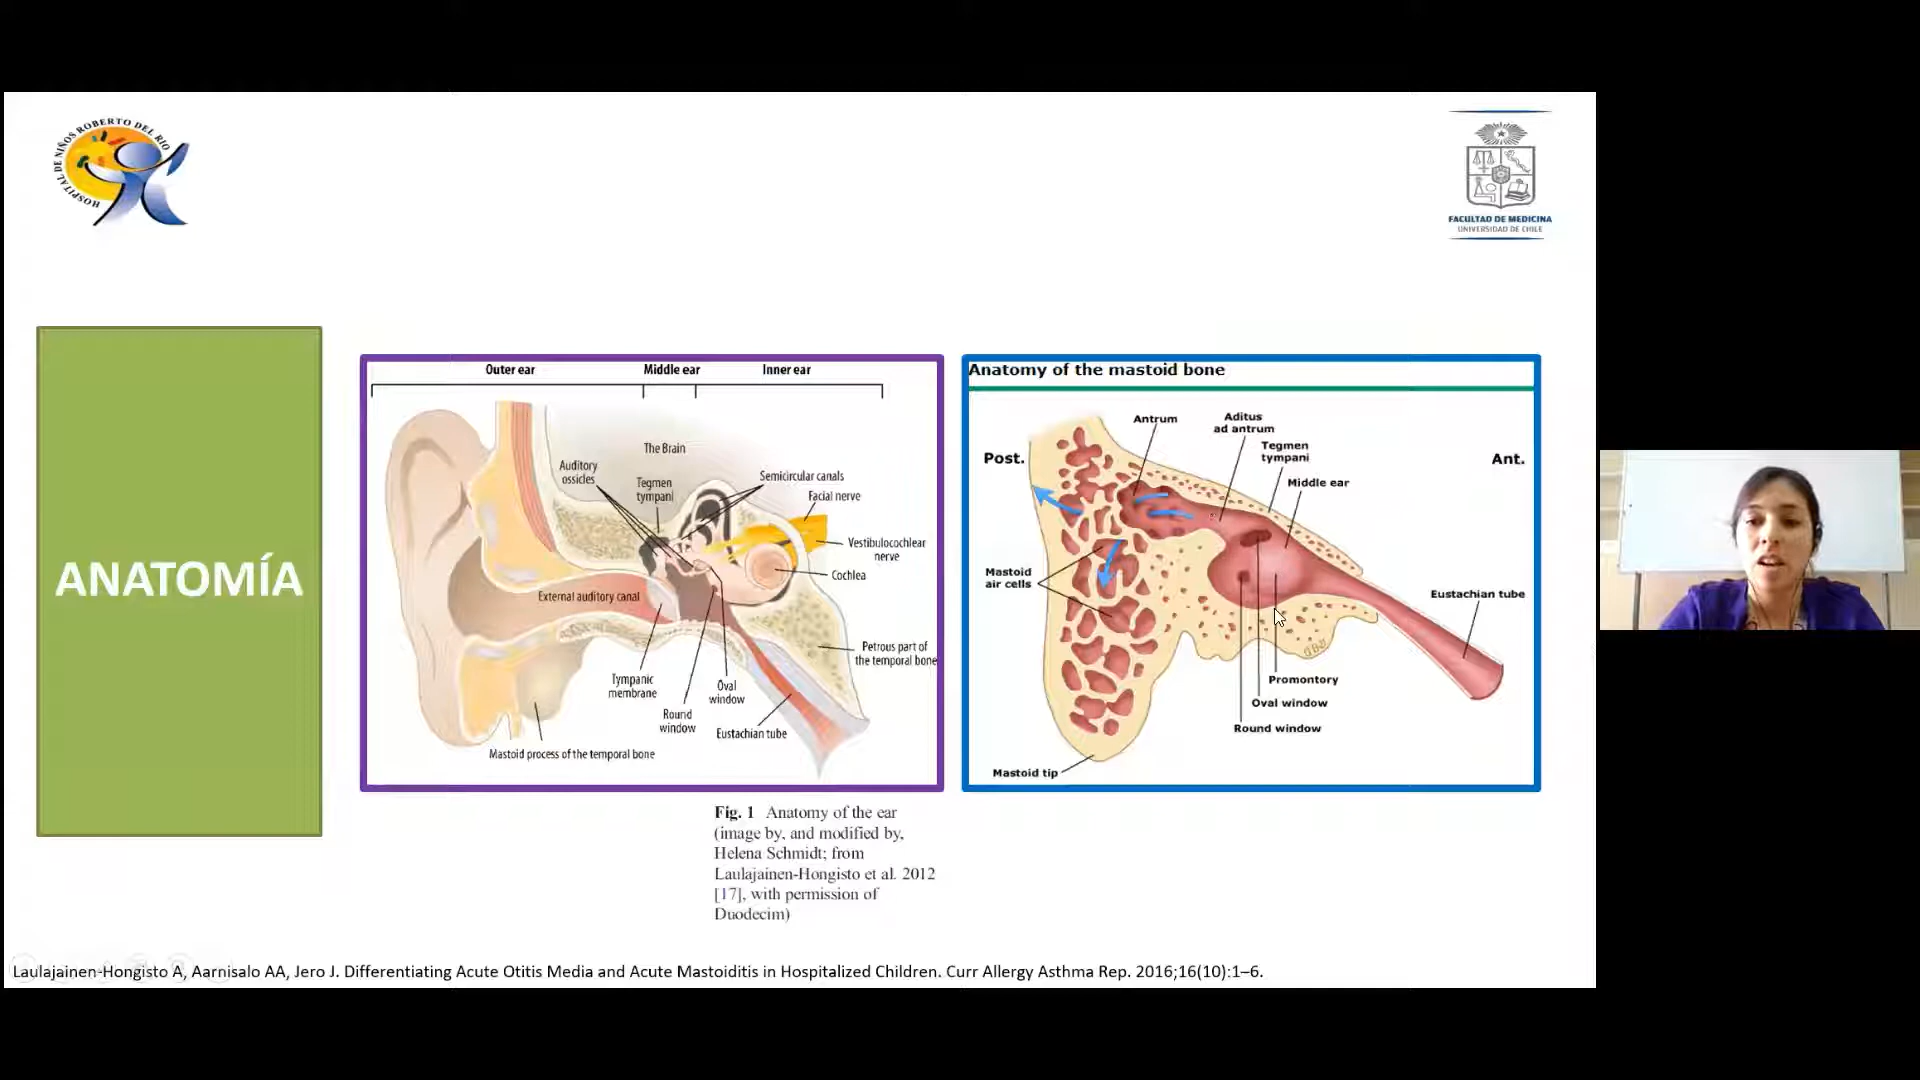 HOSPITAL DE NIÑOS ROBERTO DEL RIO
FACULTAD DE MEDICINA
UNIVERSIDAD DE CHILE
ANATOMÍA
Outer ear
Middle ear
Inner ear
The Brain
Auditory
ossicles
Tegmen
tympani
Semicircular canals
Facial nerve
Vestibulocochlear
nerve
Cochlea
External auditory canal
Petrous part of
the temporal bone
Tympanic
membrane
Oval
window
Round
window
Eustachian tube
Mastoid process of the temporal bone
Anatomy of the mastoid bone
Antrum
Aditus
ad antrum
Tegmen
tympani
Post.
Ant.
Middle ear
Mastoid
air cells
Eustachian tube
Promontory
Oval window
Round window
Mastoid tip
Fig. 1 Anatomy of the ear
(image by, and modified by,
Helena Schmidt; from
Laulajainen-Hongisto et al. 2012
[17], with permission of
Duodecim)
Laulajainen-Hongisto A, Aarnisalo AA, Jero J. Differentiating Acute Otitis Media and Acute Mastoiditis in Hospitalized Children. Curr Allergy Asthma Rep. 2016;16(10):1–6.